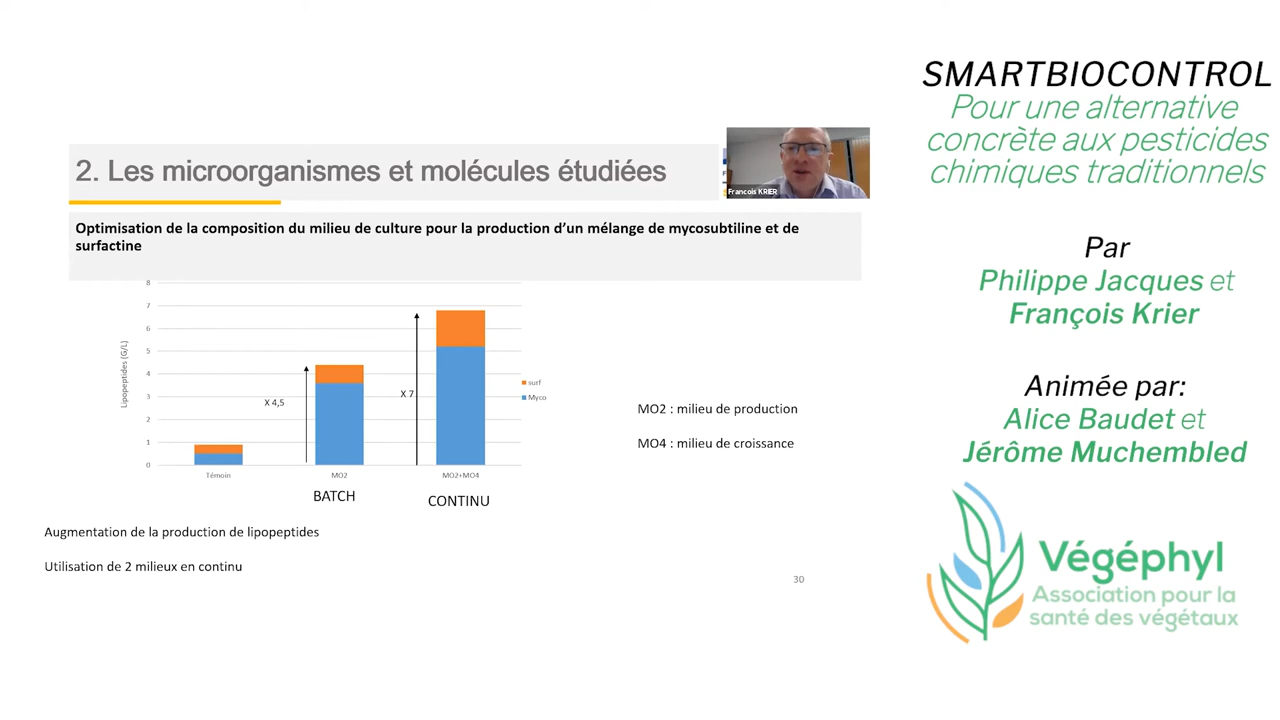 2. Les microorganismes et molécules étudiées
Francois KRIER
Optimisation de la composition du milieu de culture pour la production d'un mélange de mycosubtiline et de
surfactine
8
7
6
5
4
3
2
1
0
Lipopeptides (G/L)
X 4,5
X 7
surf
Myco
Témoin
MO2
MO2+MO4
BATCH
CONTINU
MO2 : milieu de production
MO4 : milieu de croissance
Augmentation de la production de lipopeptides
Utilisation de 2 milieux en continu
30
SMARTBIOCONTROL
Pour une alternative
concrète aux pesticides
chimiques traditionnels
Par
Philippe Jacques et
François Krier
Animée par:
Alice Baudet et
Jérôme Muchembled
Végéphyl
Association pour la
santé des végétaux